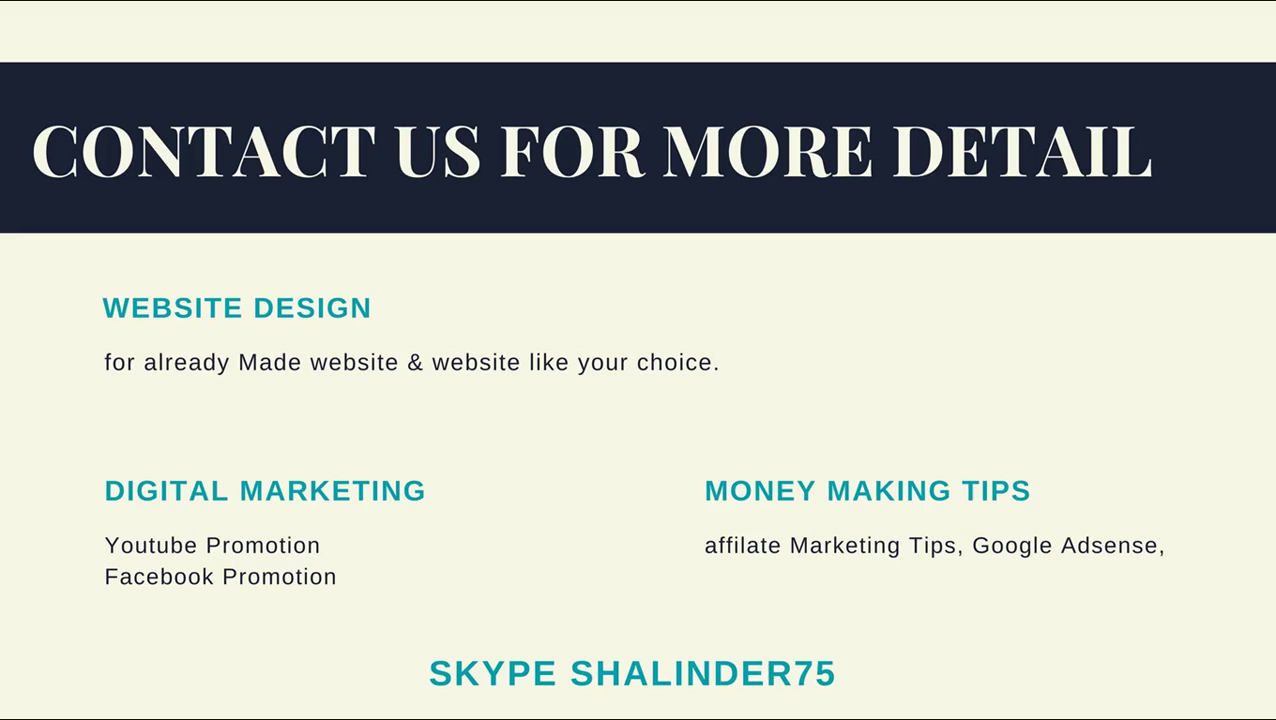 CONTACT US FOR MORE DETAIL
WEBSITE DESIGN
for already Made website & website like your choice.
DIGITAL MARKETING
Youtube Promotion
Facebook Promotion
MONEY MAKING TIPS
affilate Marketing Tips, Google Adsense,
SKYPE SHALINDER75